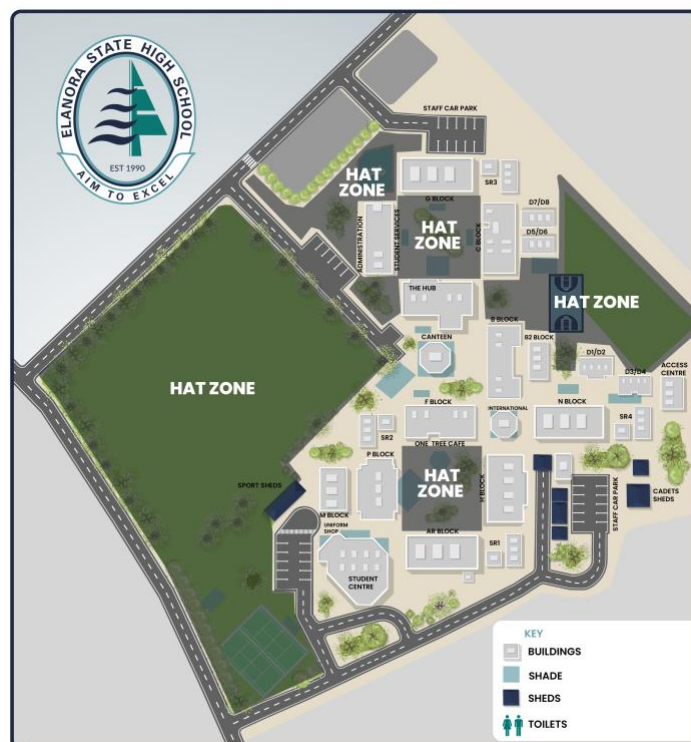 ELANORA STATE HIGH SCHOOL
EST 1990
AIM TO EXCEL
STAFF CAR PARK
HAT
ZONE
G BLOCK
SR3
ADMINISTRATION
STUDENT SERVICES
HAT
ZONE
C BLOCK
D7/D8
D5/D6
THE HUB
HAT ZONE
CANTEEN
B BLOCK
B2 BLOCK
D1/D2
D3/D4
ACCESS
CENTRE
HAT ZONE
F BLOCK
INTERNATIONAL
N BLOCK
SR4
SR2
ONE TREE CAFE
P BLOCK
HAT
ZONE
H BLOCK
SPORT SHEDS
M BLOCK
STAFF CAR PARK
CADETS
SHEDS
UNIFORM
SHOP
AR BLOCK
SR1
STUDENT
CENTRE
KEY
BUILDINGS
SHADE
SHEDS
TOILETS